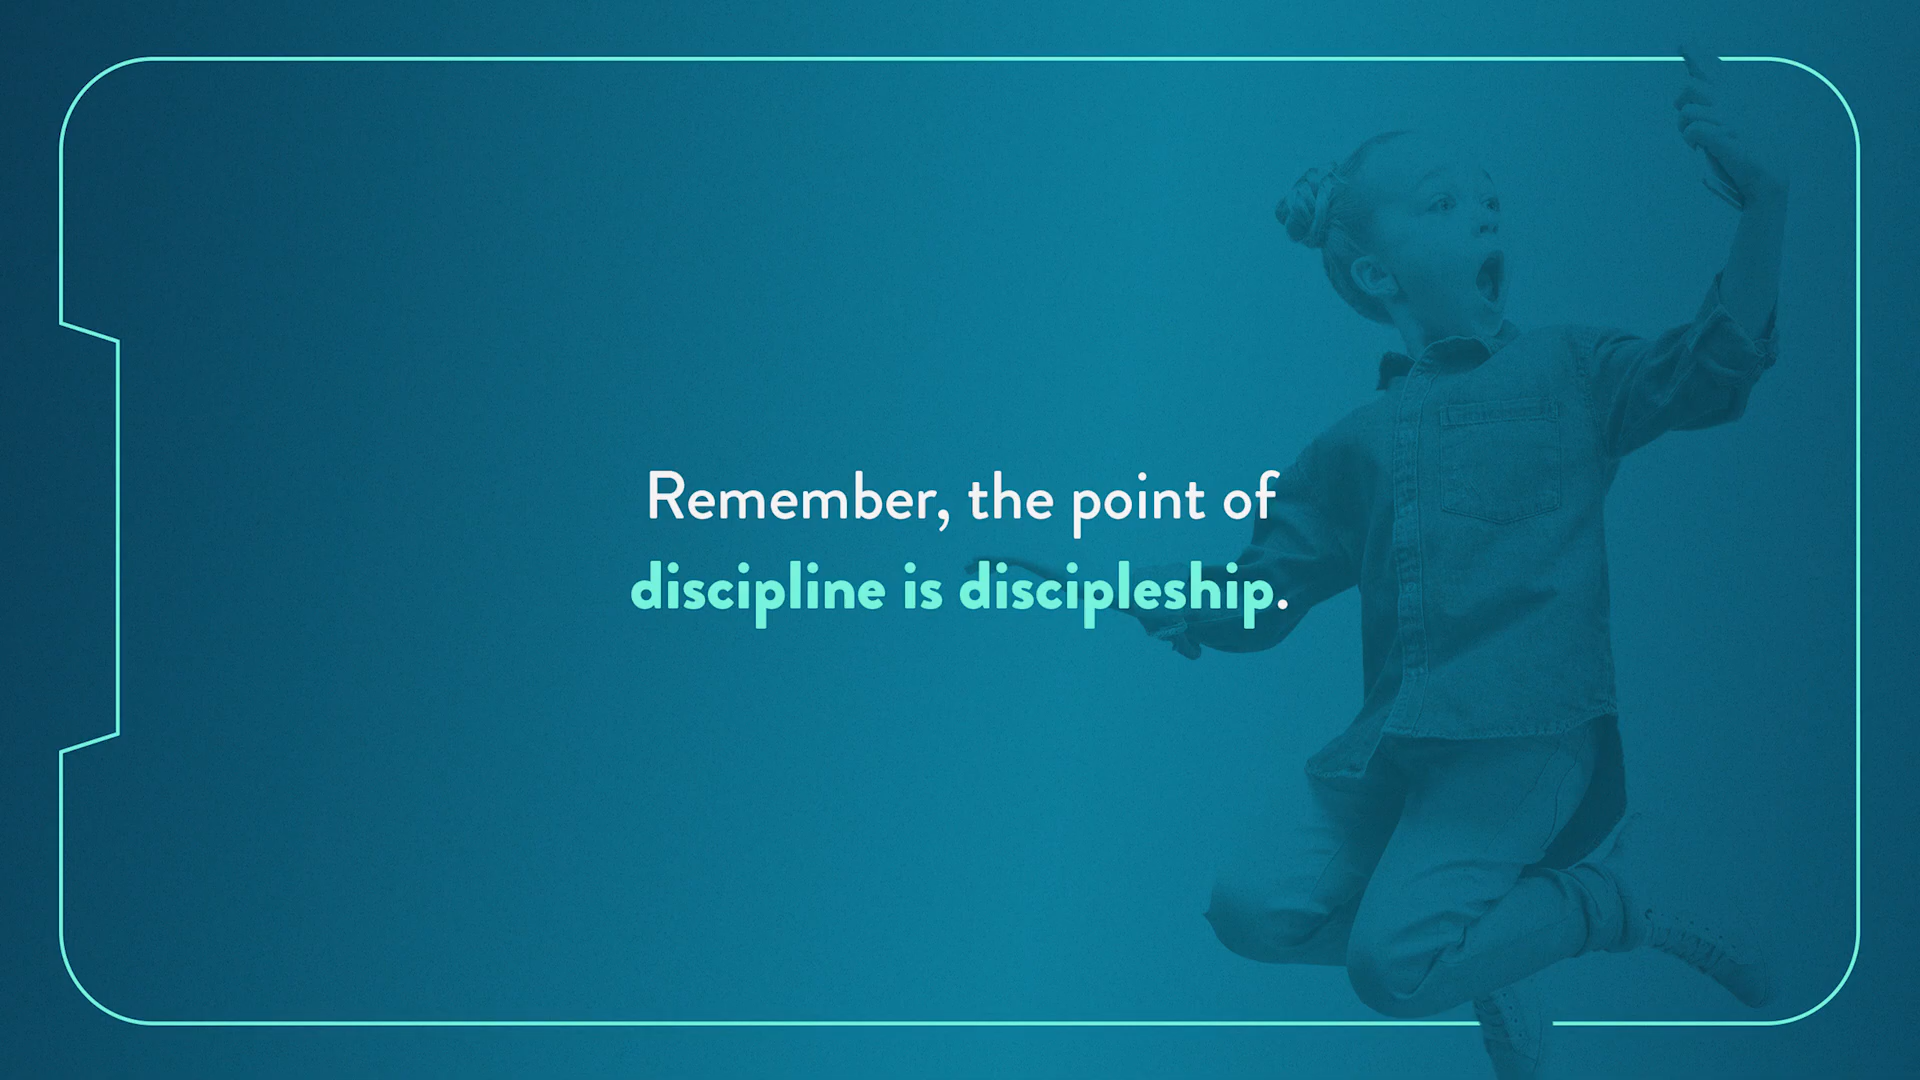 Remember, the point of
discipline is discipleship.